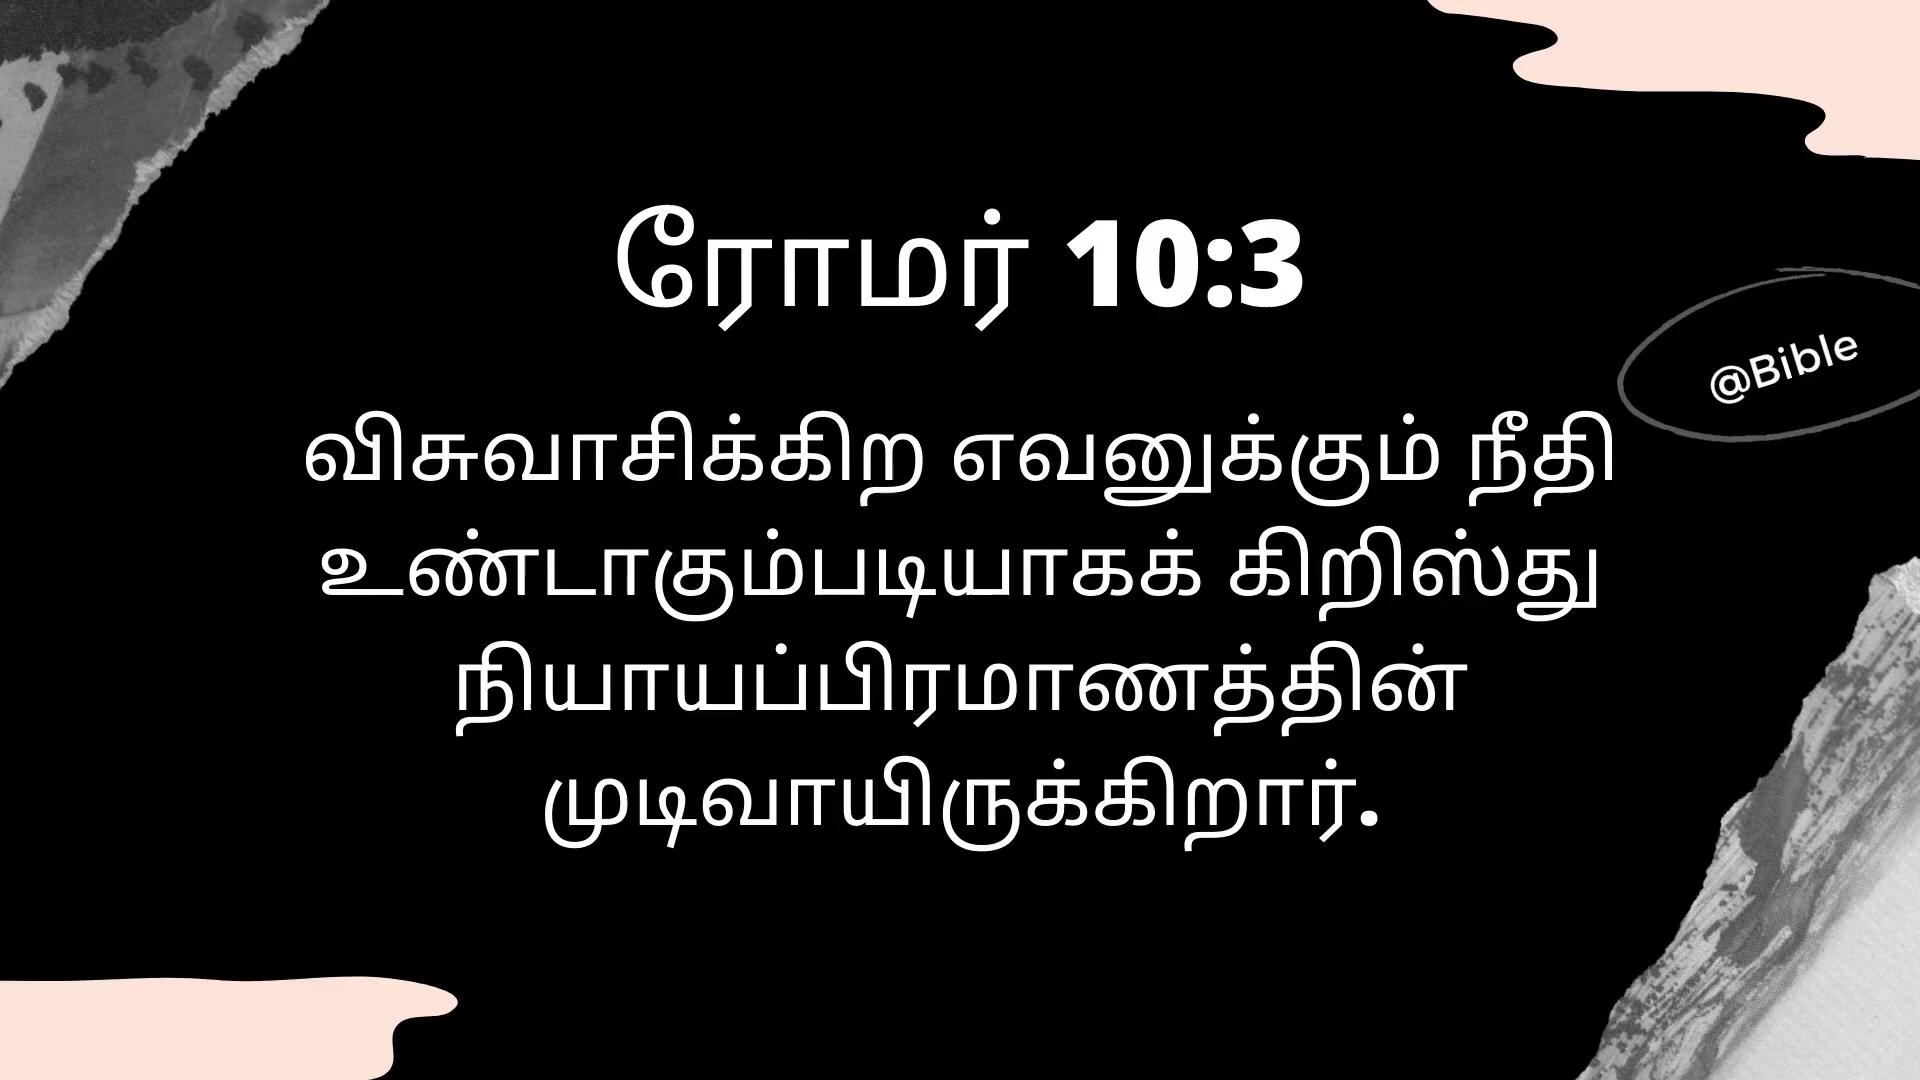 ரோமர் 10:3
@Bible
விசுவாசிக்கிற எவனுக்கும் நீதி
உண்டாகும்படியாகக் கிறிஸ்து
நியாயப்பிரமாணத்தின்
முடிவாயிருக்கிறார்.